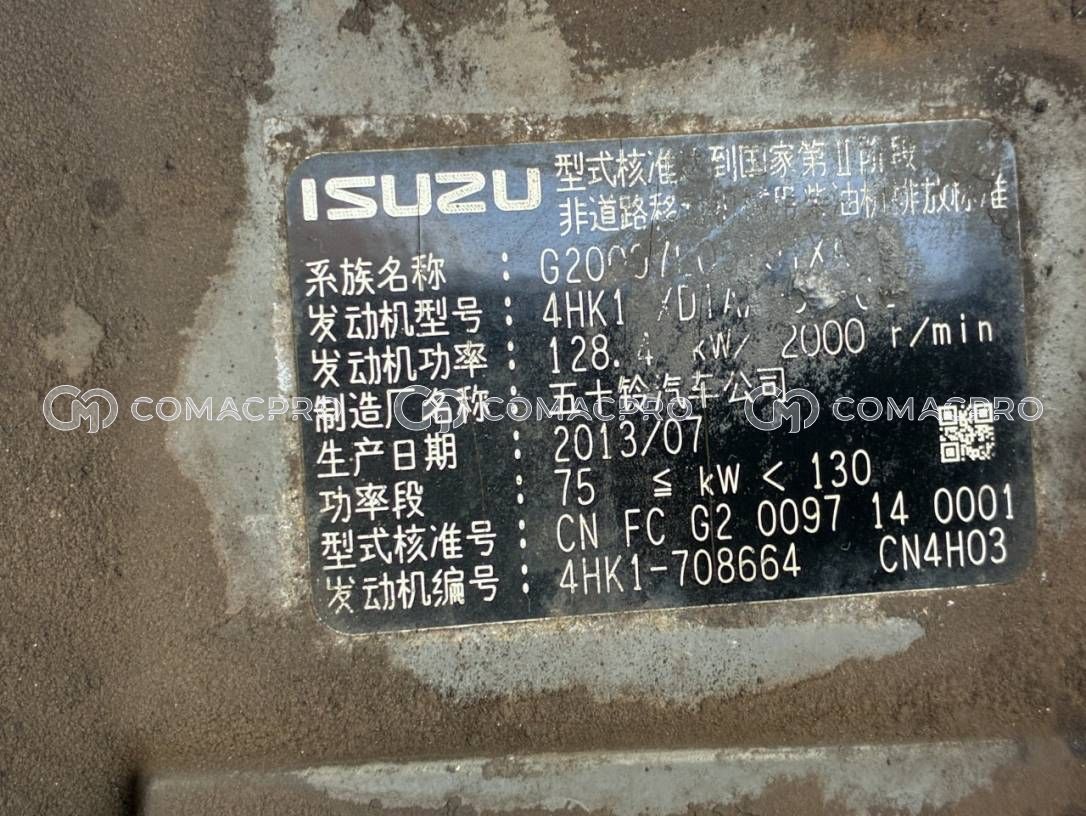 ISUZU
型式核准 到国家第II阶段
非道路移 柴油机排放标准
系族名称 :
发动机型号 : 4HK1
发动机功率 : 128.4 kW/ 2000 r/min
制造厂名称 : 五十铃汽车公司
COMACPRO COMACPRO COMACPRO
生产日期 : 2013/07
功率段 : 75 ≦ kW < 130
型式核准号 : CN FC G2 0097 14 0001
发动机编号 : 4HK1-708664 CN4H03